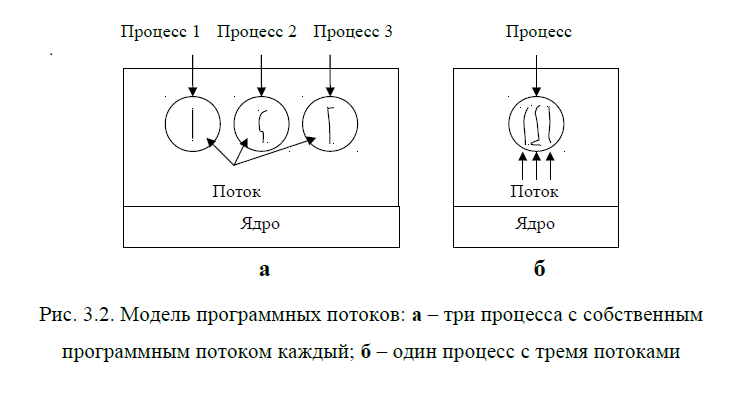 Процесс 1 Процесс 2 Процесс 3
Процесс
Поток
Поток
Ядро
Ядро
а
б
Рис. 3.2. Модель программных потоков: а – три процесса с собственным
программным потоком каждый; б – один процесс с тремя потоками